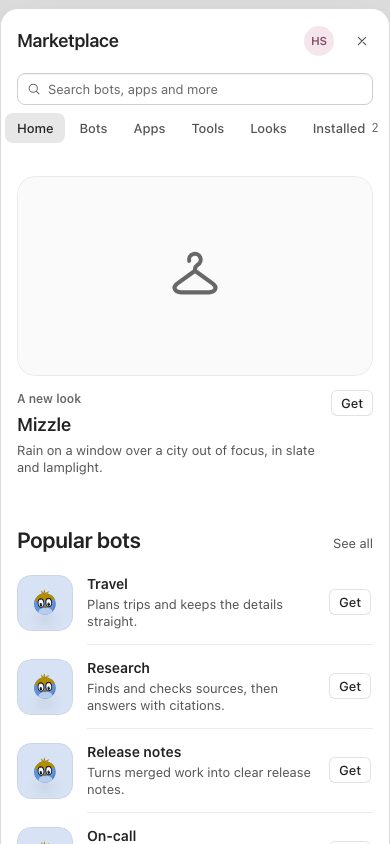 Marketplace
HS
Search bots, apps and more
Home
Bots
Apps
Tools
Looks
Installed 2
A new look
Get
Mizzle
Rain on a window over a city out of focus, in slate
and lamplight.
Popular bots
See all
Travel
Plans trips and keeps the details
straight.
Get
Research
Finds and checks sources, then
answers with citations.
Get
Release notes
Turns merged work into clear release
notes.
Get
On-call